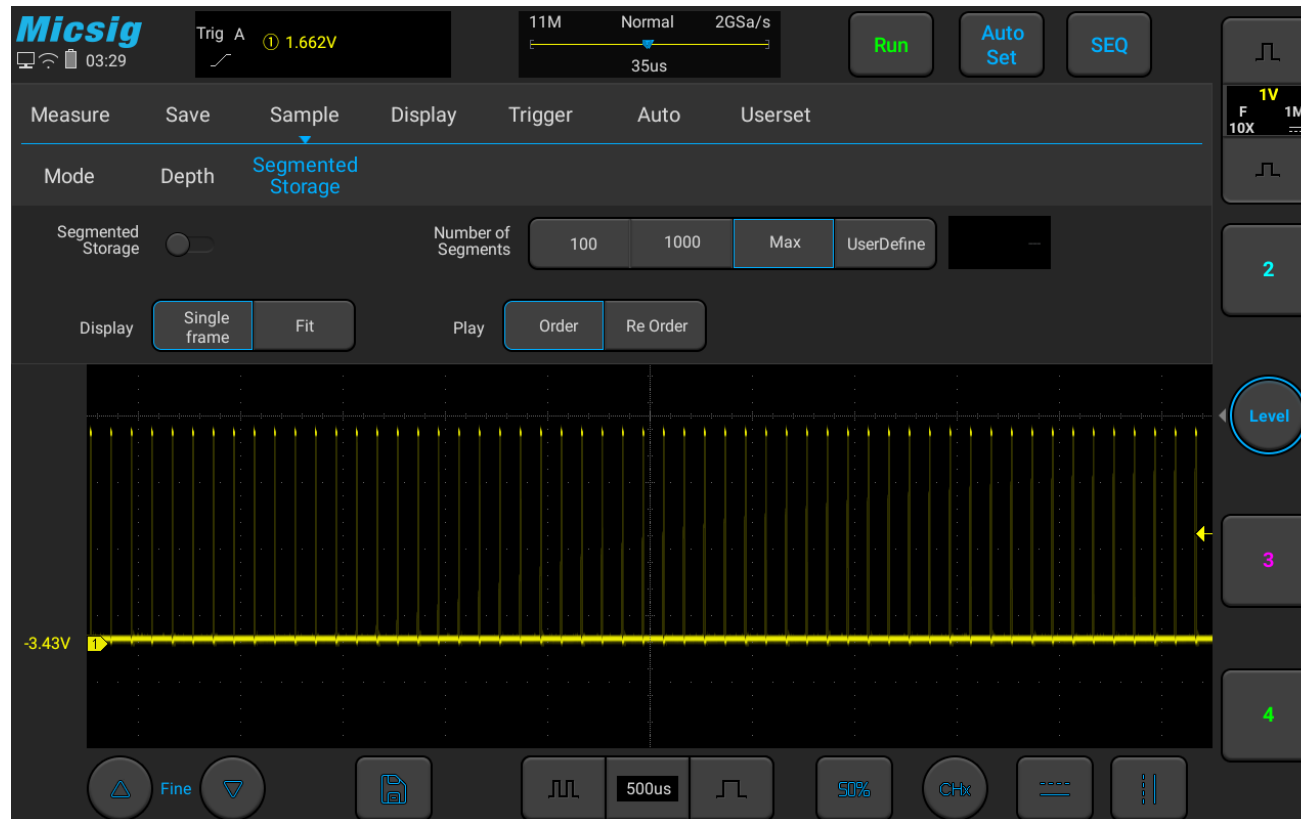 Micsig
03:29
Trig A
① 1.662V
11M Normal 2GSa/s
35us
Run
Auto
Set
SEQ
Measure Save Sample Display Trigger Auto Userset
1V
F 1M
10X
Mode Depth Segmented
Storage
Segmented
Storage
Number of
Segments
100 1000 Max UserDefine
2
Display
Single
frame
Fit
Play
Order Re Order
Level
3
-3.43V 1
4
Fine
500us
50%
CHx